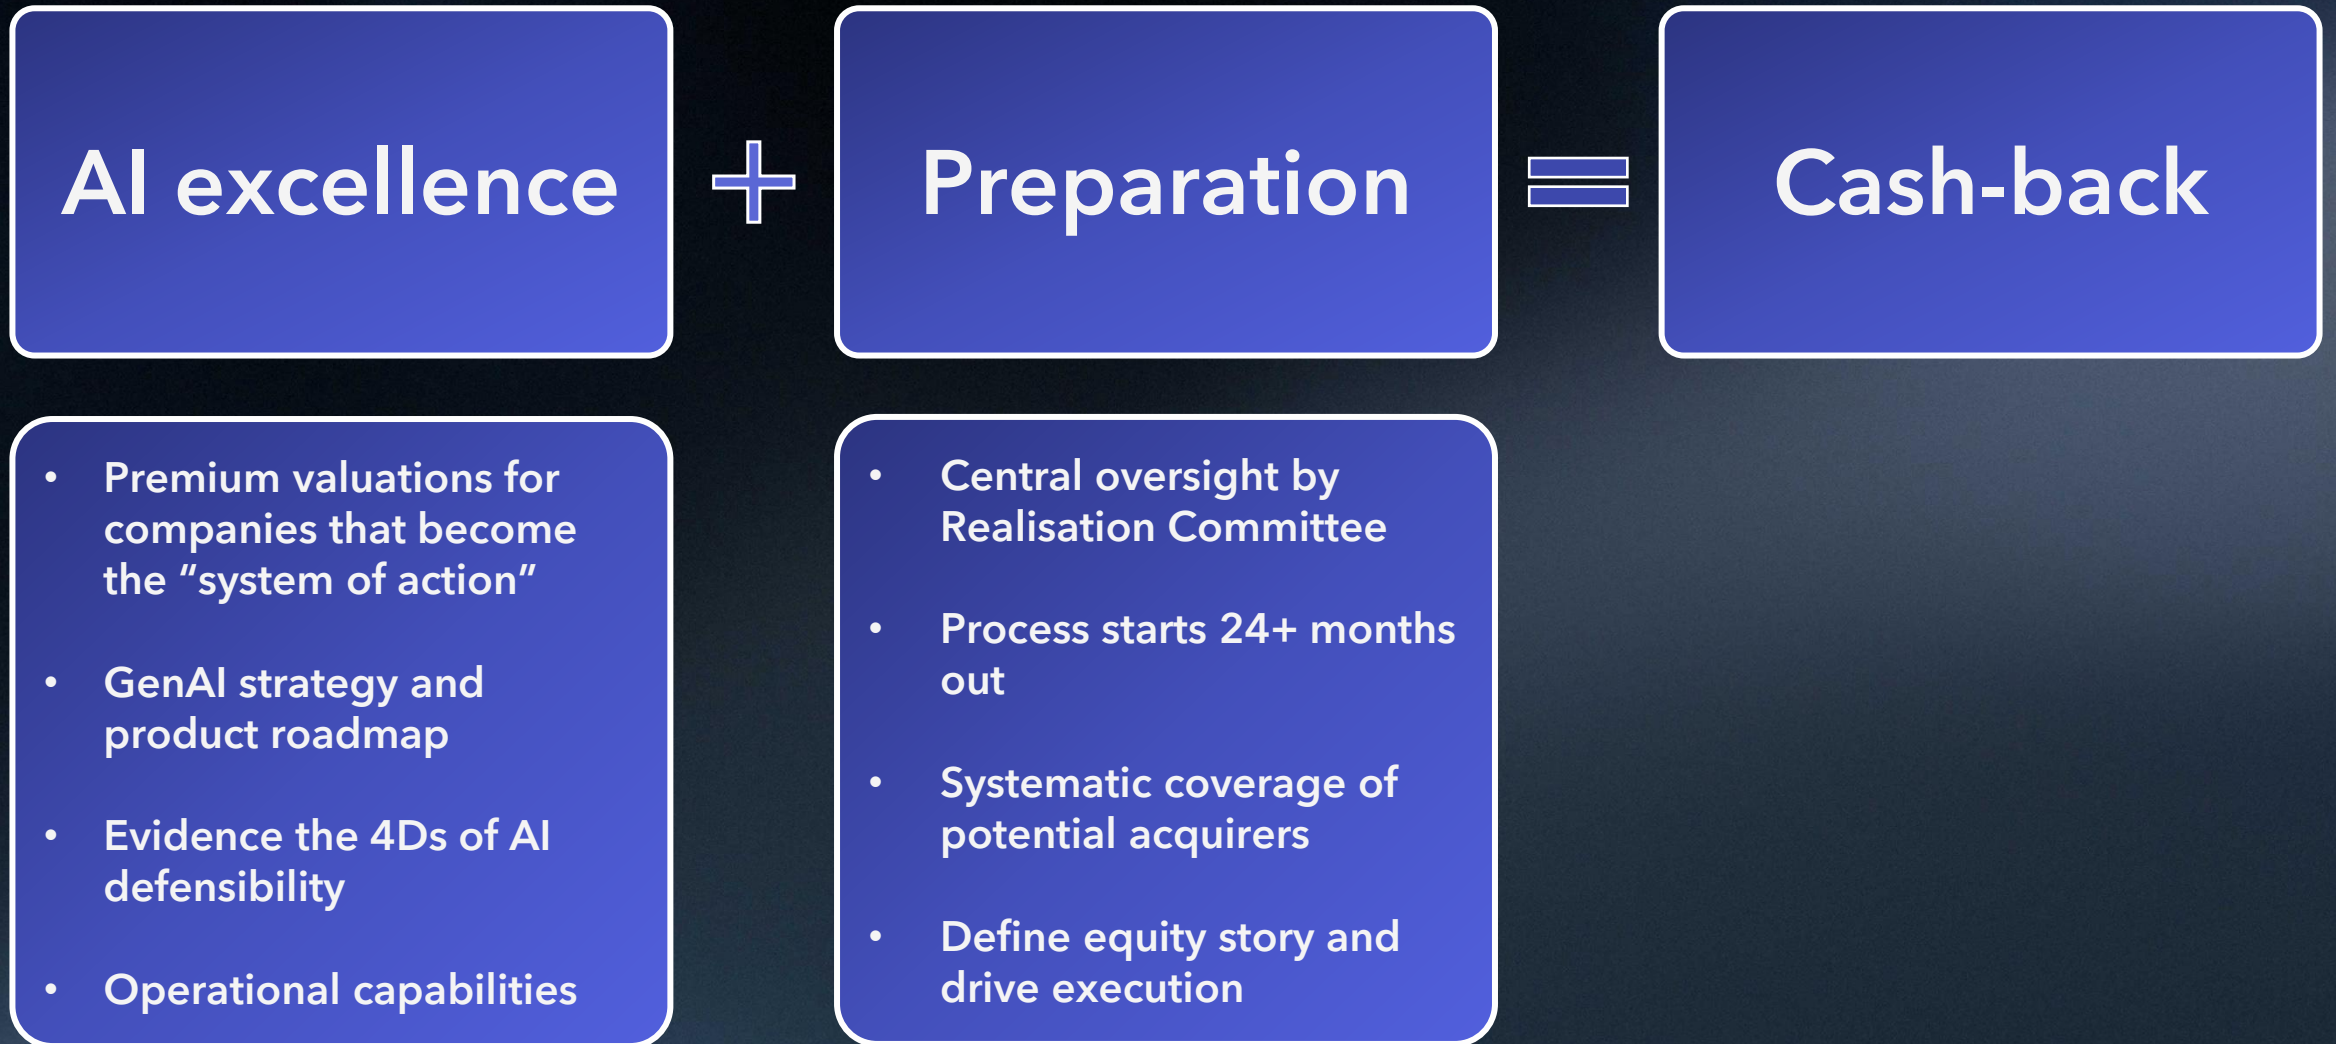 AI excellence
+
Preparation
=
Cash-back
• Premium valuations for
companies that become
the “system of action”
• GenAI strategy and
product roadmap
• Evidence the 4Ds of AI
defensibility
• Operational capabilities
• Central oversight by
Realisation Committee
• Process starts 24+ months
out
• Systematic coverage of
potential acquirers
• Define equity story and
drive execution